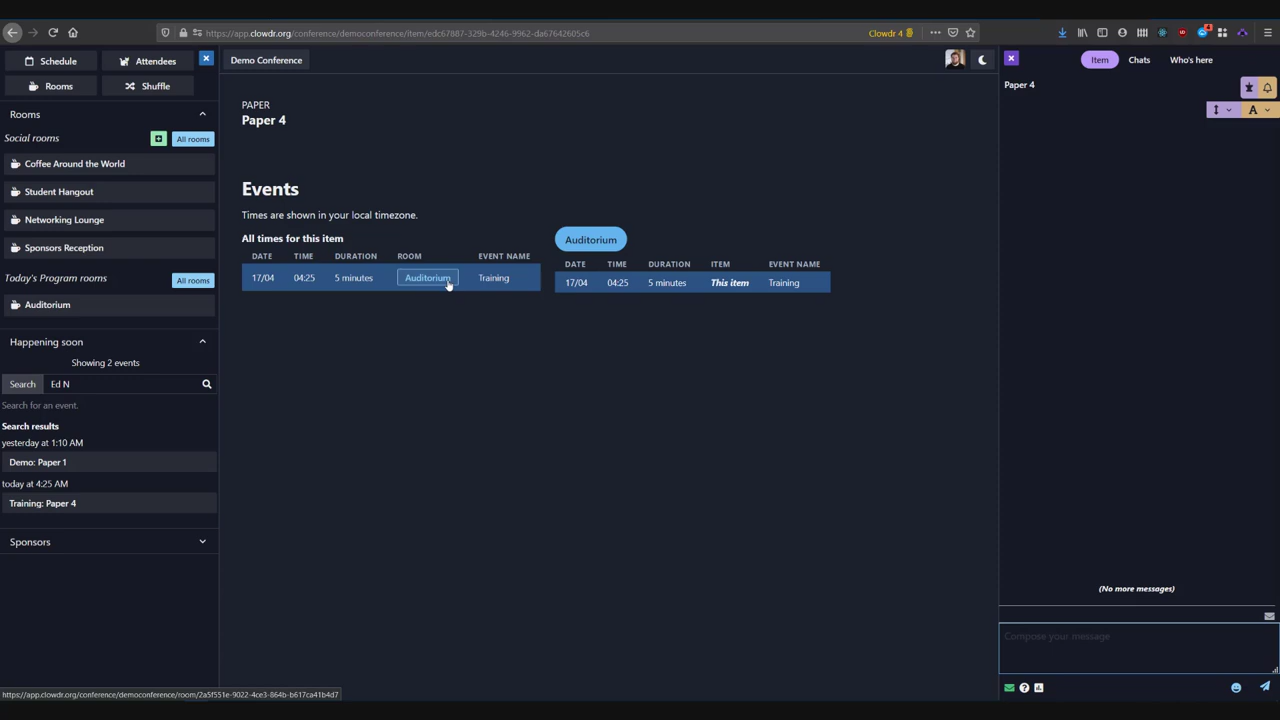 https://app.clowdr.org/conference/democonference/item/edc67887-329b-4246-9962-da67642605c6
Clowdr 4
4
Schedule
Attendees
Rooms
Shuffle
Rooms
Social rooms
All rooms
Coffee Around the World
Student Hangout
Networking Lounge
Sponsors Reception
Today's Program rooms
All rooms
Auditorium
Happening soon
Showing 2 events
Search
Ed N
Search for an event.
Search results
yesterday at 1:10 AM
Demo: Paper 1
today at 4:25 AM
Training: Paper 4
Sponsors
https://app.clowdr.org/conference/democonference/room/2a5f551e-9022-4ce3-864b-b617ca41b4d7
Demo Conference
PAPER
Paper 4
Events
Times are shown in your local timezone.
All times for this item
DATE TIME DURATION ROOM EVENT NAME
17/04 04:25 5 minutes Auditorium Training
Auditorium
DATE TIME DURATION ITEM EVENT NAME
17/04 04:25 5 minutes This item Training
Item
Chats
Who's here
Paper 4
A
(No more messages)
Compose your message